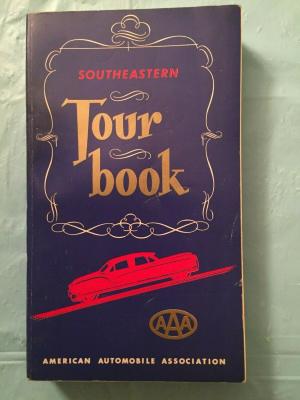 SOUTHEASTERN
Tour
book
AAA
AMERICAN AUTOMOBILE ASSOCIATION